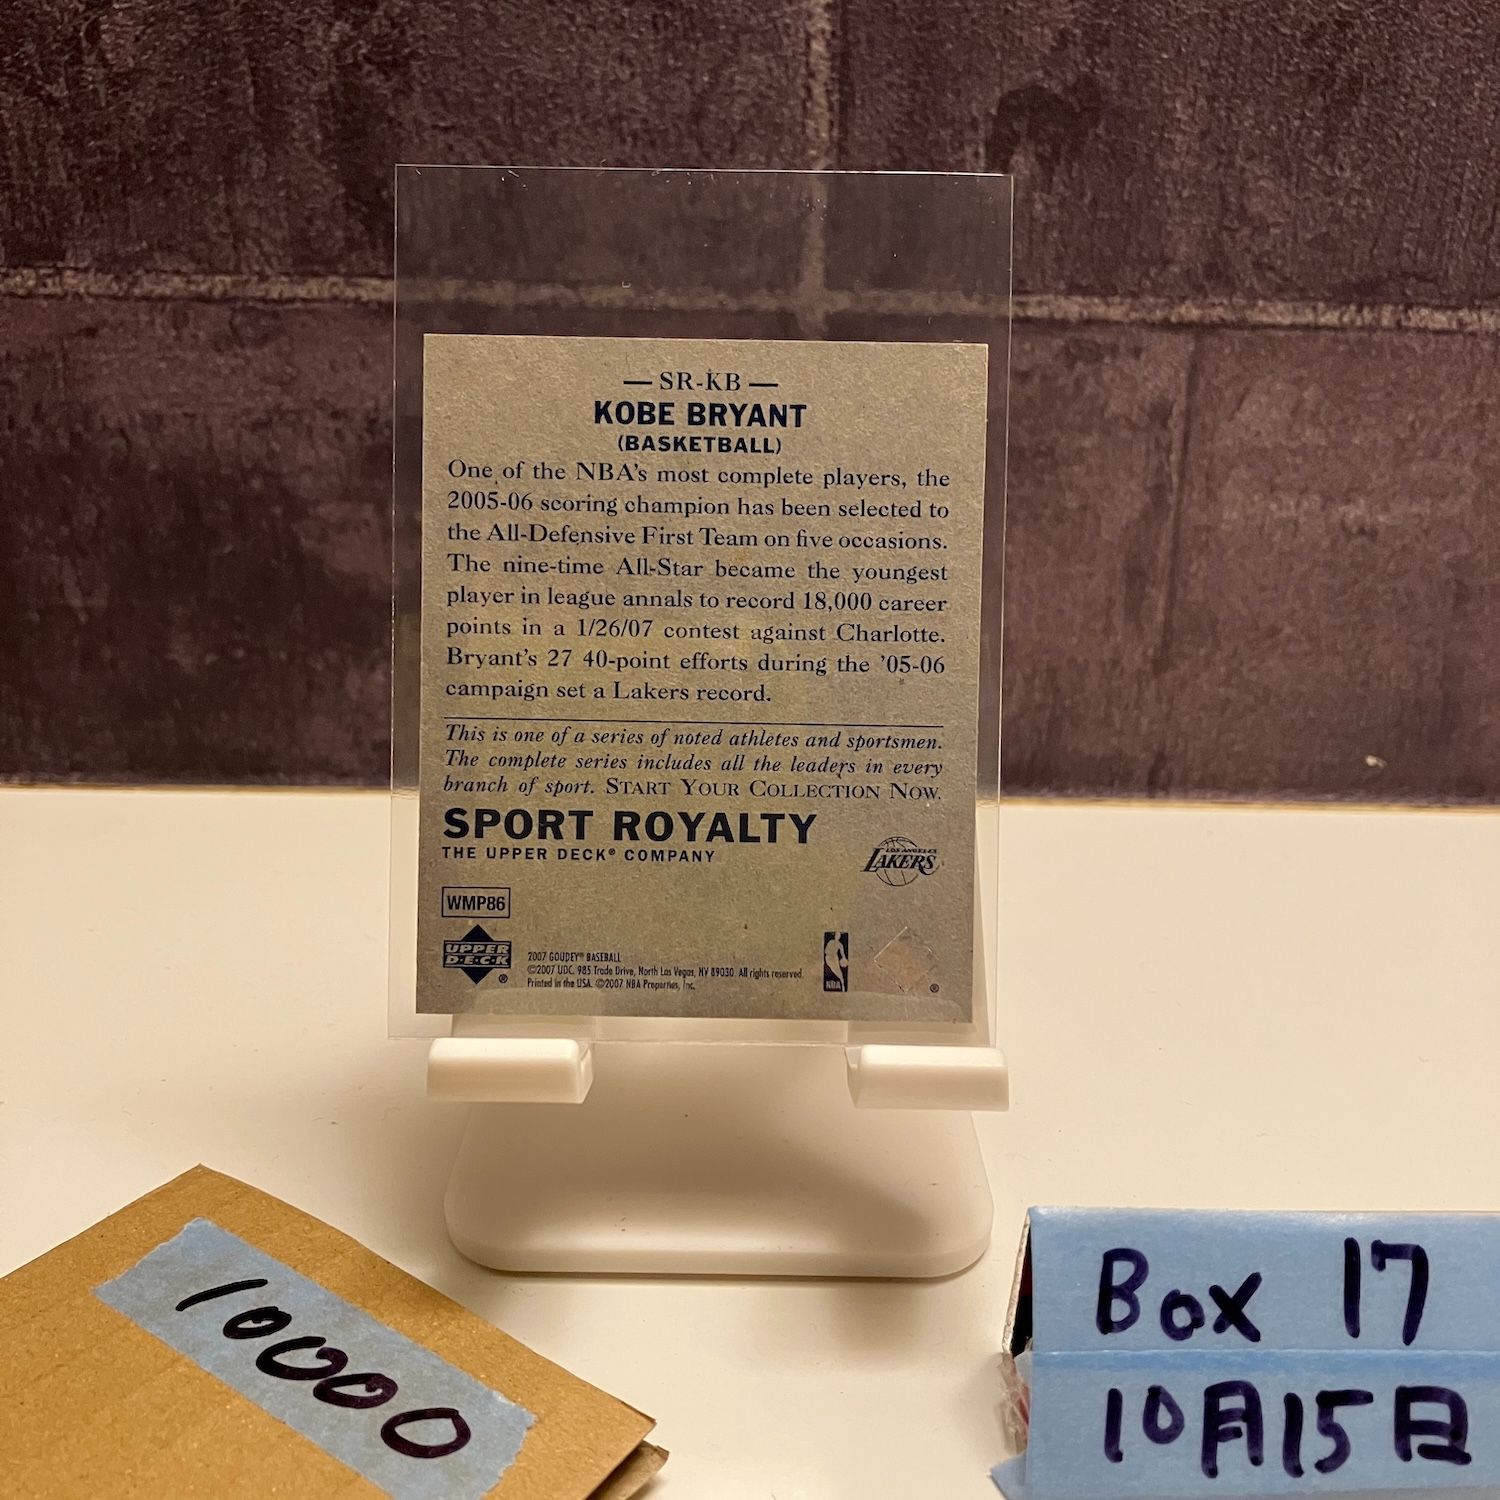 — SR-KB —
KOBE BRYANT
(BASKETBALL)
One of the NBA's most complete players, the
2005-06 scoring champion has been selected to
the All-Defensive First Team on five occasions.
The nine-time All-Star became the youngest
player in league annals to record 18,000 career
points in a 1/26/07 contest against Charlotte.
Bryant's 27 40-point efforts during the '05-06
campaign set a Lakers record.
This is one of a series of noted athletes and sportsmen.
The complete series includes all the leaders in every
branch of sport. START YOUR COLLECTION NOW.
SPORT ROYALTY
THE UPPER DECK® COMPANY
LOS ANGELES
LAKERS
WMP86
UPPER
D·E·C·K
®
2007 GOUDEY™ BASEBALL
©2007 UDC. 985 Trade Drive, North Las Vegas, NV 89030. All rights reserved.
Printed in the USA. ©2007 NBA Properties, Inc.
NBA
®
10000
Box 17
10月15日